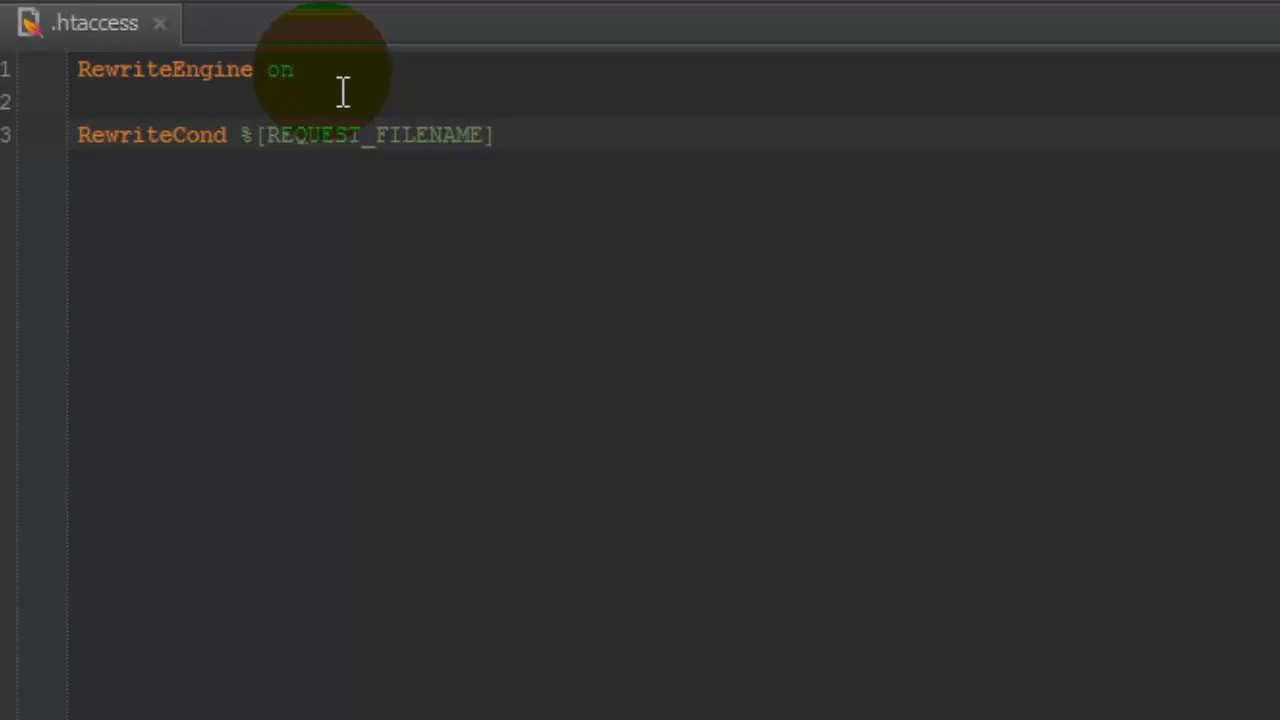 .htaccess
1 RewriteEngine on
2
3 RewriteCond %[REQUEST_FILENAME]